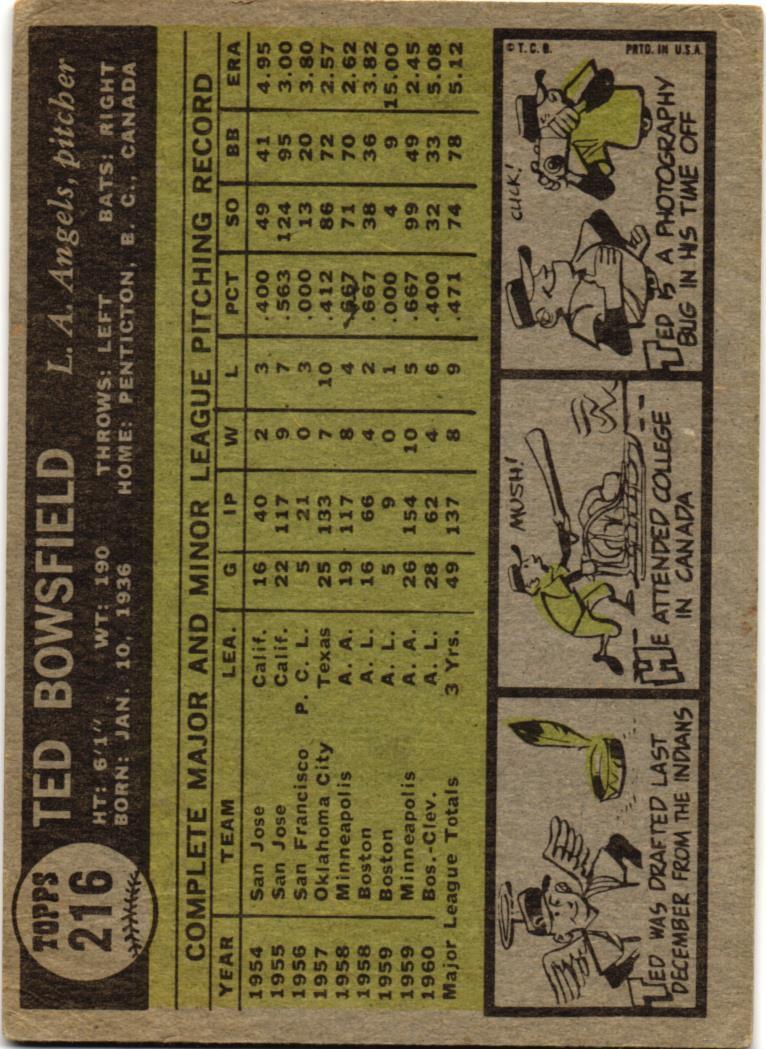 TOPPS
216
TED BOWSFIELD L. A. Angels, pitcher
HT: 6'1" WT: 190 THROWS: LEFT BATS: RIGHT
BORN: JAN. 10, 1936 HOME: PENTICTON, B. C., CANADA
COMPLETE MAJOR AND MINOR LEAGUE PITCHING RECORD
YEAR TEAM LEA. G IP W L PCT SO BB ERA
1954 San Jose Calif. 16 40 2 3 .400 49 41 4.95
1955 San Jose Calif. 22 117 9 7 .563 124 95 3.00
1956 San Francisco P. C. L. 5 21 0 3 .000 13 20 3.80
1957 Oklahoma City Texas 25 133 7 10 .412 86 72 2.57
1958 Minneapolis A. A. 19 117 8 4 .667 71 70 2.62
1958 Boston A. L. 16 66 4 2 .667 38 36 3.82
1959 Boston A. L. 5 9 0 1 .000 4 9 15.00
1959 Minneapolis A. A. 26 154 10 5 .667 99 49 2.45
1960 Bos.-Clev. A. L. 28 62 4 6 .400 32 33 5.08
Major League Totals 3 Yrs. 49 137 8 9 .471 74 78 5.12
TED WAS DRAFTED LAST
DECEMBER FROM THE INDIANS
MUSH!
HE ATTENDED COLLEGE
IN CANADA
© T. C. G. PRTD. IN U.S.A.
CLICK!
TED IS A PHOTOGRAPHY
BUG IN HIS TIME OFF